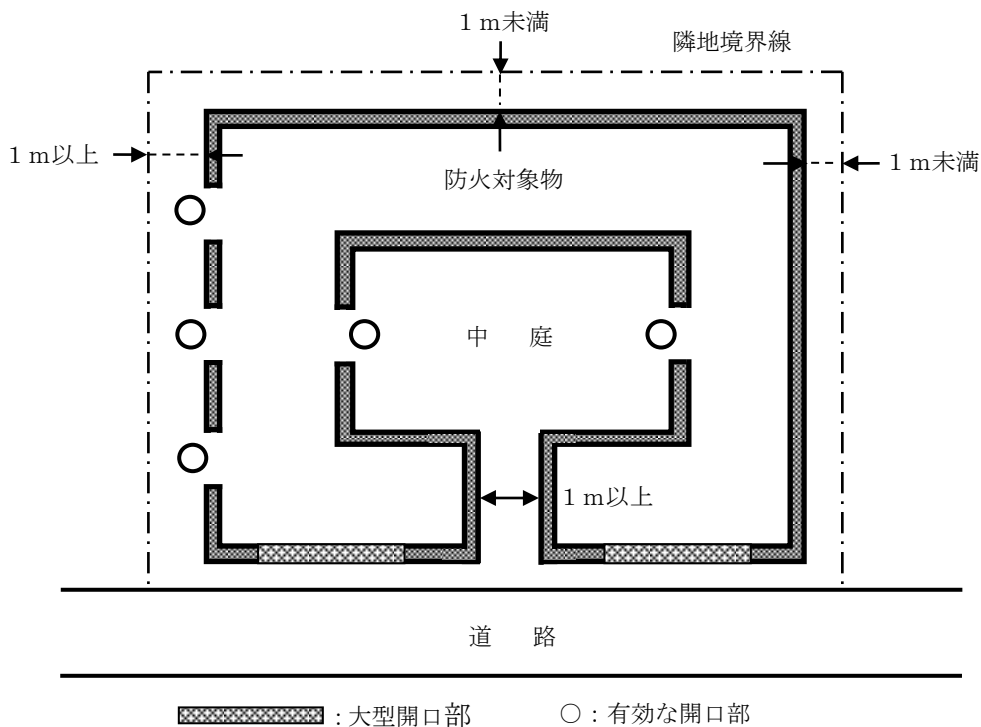 1m未満
隣地境界線
1m以上
1m未満
防火対象物
中 庭
1m以上
道 路
：大型開口部 ○：有効な開口部